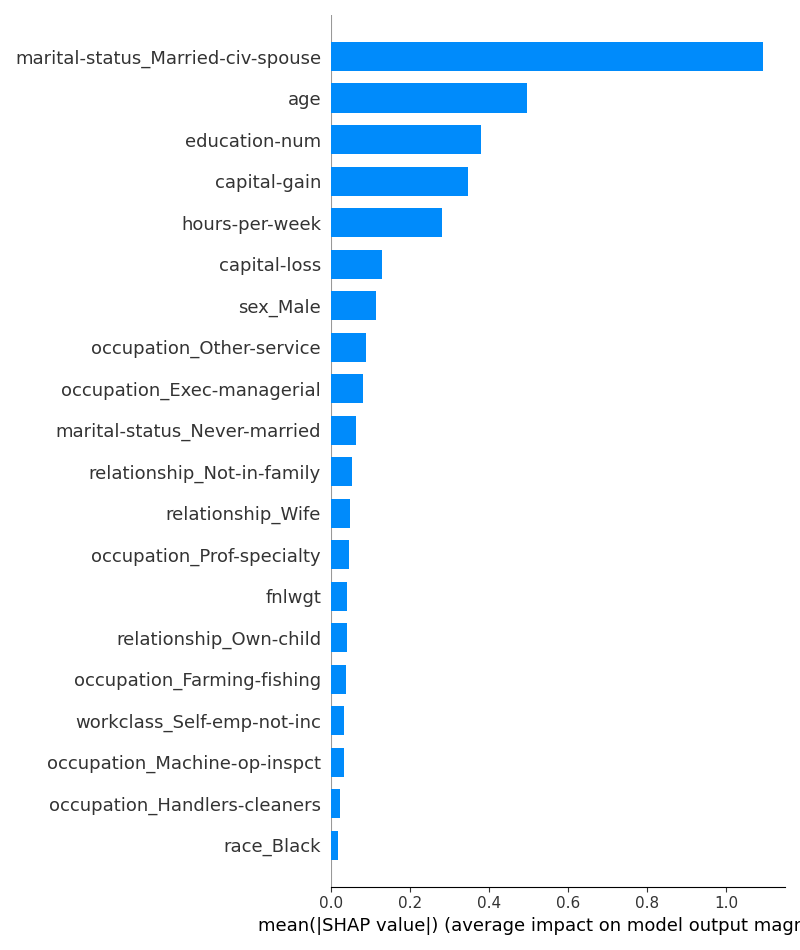 marital-status_Married-civ-spouse
age
education-num
capital-gain
hours-per-week
capital-loss
sex_Male
occupation_Other-service
occupation_Exec-managerial
marital-status_Never-married
relationship_Not-in-family
relationship_Wife
occupation_Prof-specialty
fnlwgt
relationship_Own-child
occupation_Farming-fishing
workclass_Self-emp-not-inc
occupation_Machine-op-inspct
occupation_Handlers-cleaners
race_Black
0.0 0.2 0.4 0.6 0.8 1.0
mean(|SHAP value|) (average impact on model output magr